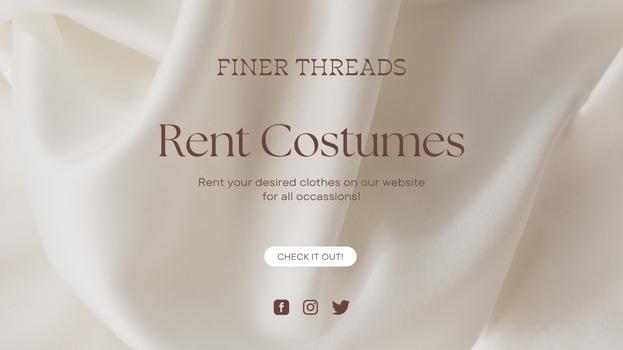 FINER THREADS
Rent Costumes
Rent your desired clothes on our website
for all occassions!
CHECK IT OUT!